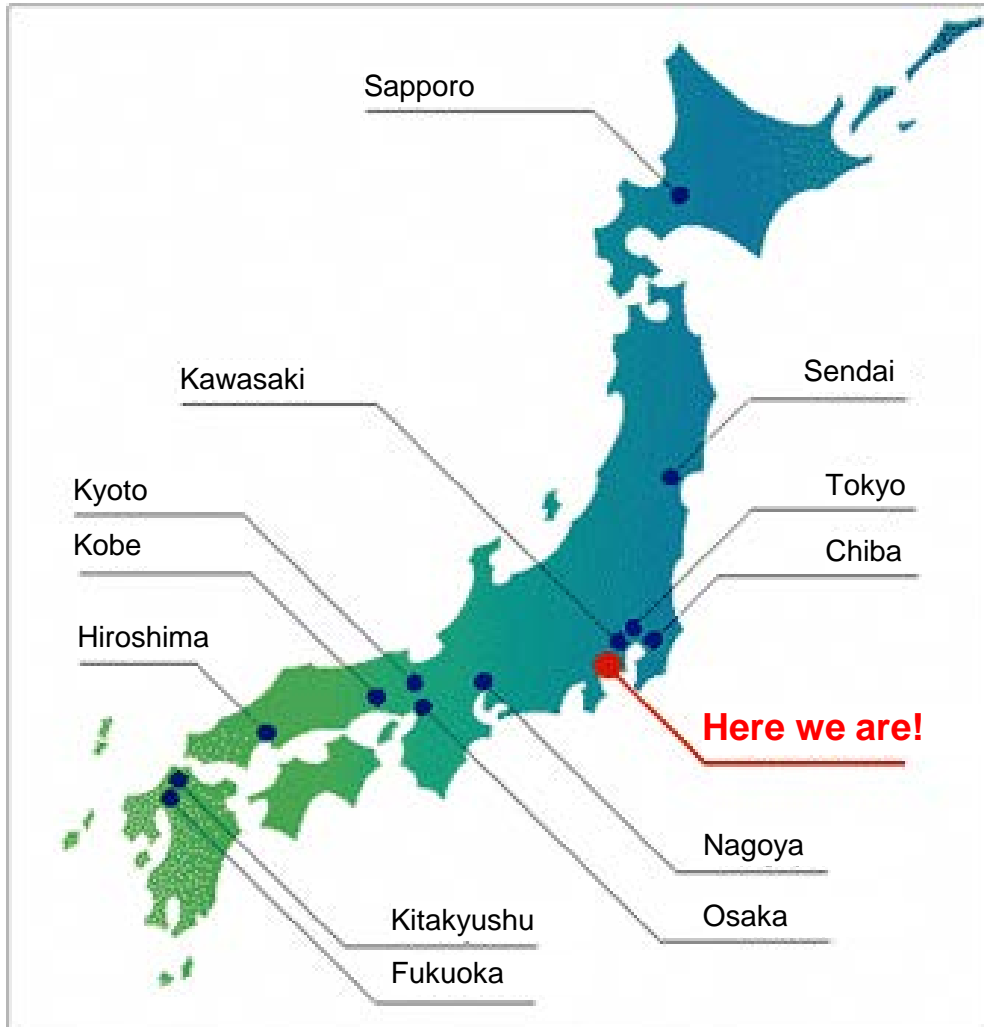 Sapporo
Kawasaki
Sendai
Kyoto
Tokyo
Kobe
Chiba
Hiroshima
Here we are!
Nagoya
Kitakyushu
Osaka
Fukuoka